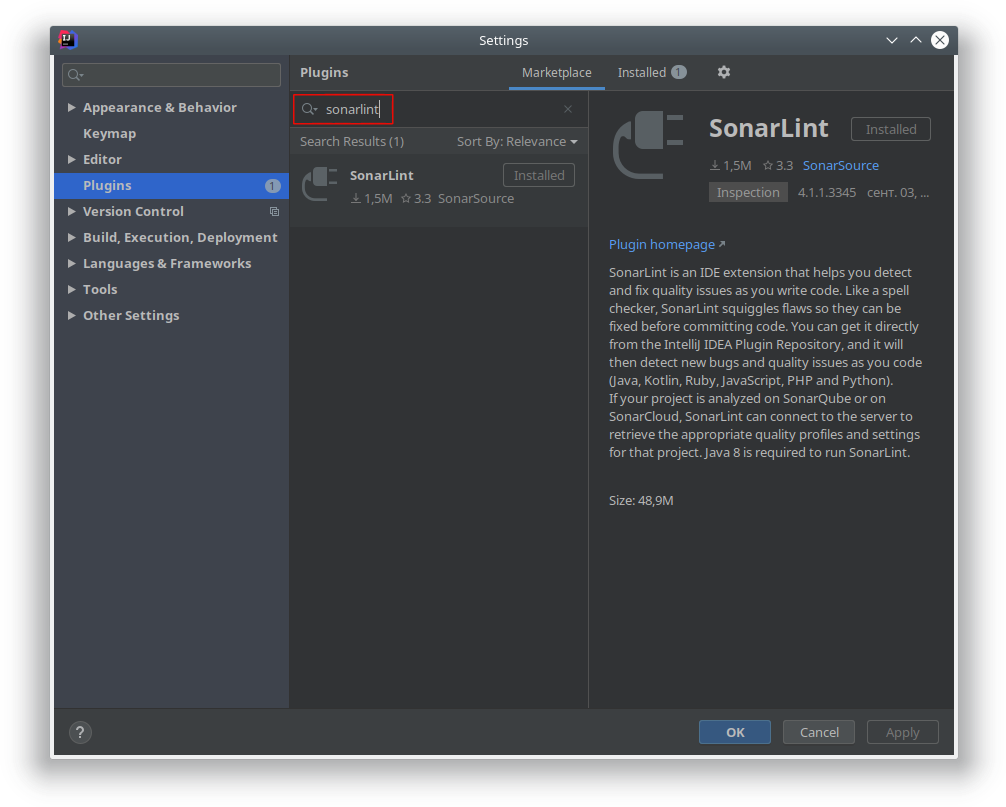 Settings
Appearance & Behavior
Keymap
Editor
Plugins 1
Version Control
Build, Execution, Deployment
Languages & Frameworks
Tools
Other Settings
Plugins
Marketplace
Installed 1
sonarlint
Search Results (1)
Sort By: Relevance
SonarLint
Installed
1,5M 3.3 SonarSource
SonarLint
Installed
1,5M 3.3 SonarSource
Inspection 4.1.1.3345 сент. 03, ...
Plugin homepage
SonarLint is an IDE extension that helps you detect
and fix quality issues as you write code. Like a spell
checker, SonarLint squiggles flaws so they can be
fixed before committing code. You can get it directly
from the IntelliJ IDEA Plugin Repository, and it will
then detect new bugs and quality issues as you code
(Java, Kotlin, Ruby, JavaScript, PHP and Python).
If your project is analyzed on SonarQube or on
SonarCloud, SonarLint can connect to the server to
retrieve the appropriate quality profiles and settings
for that project. Java 8 is required to run SonarLint.
Size: 48,9M
?
OK
Cancel
Apply